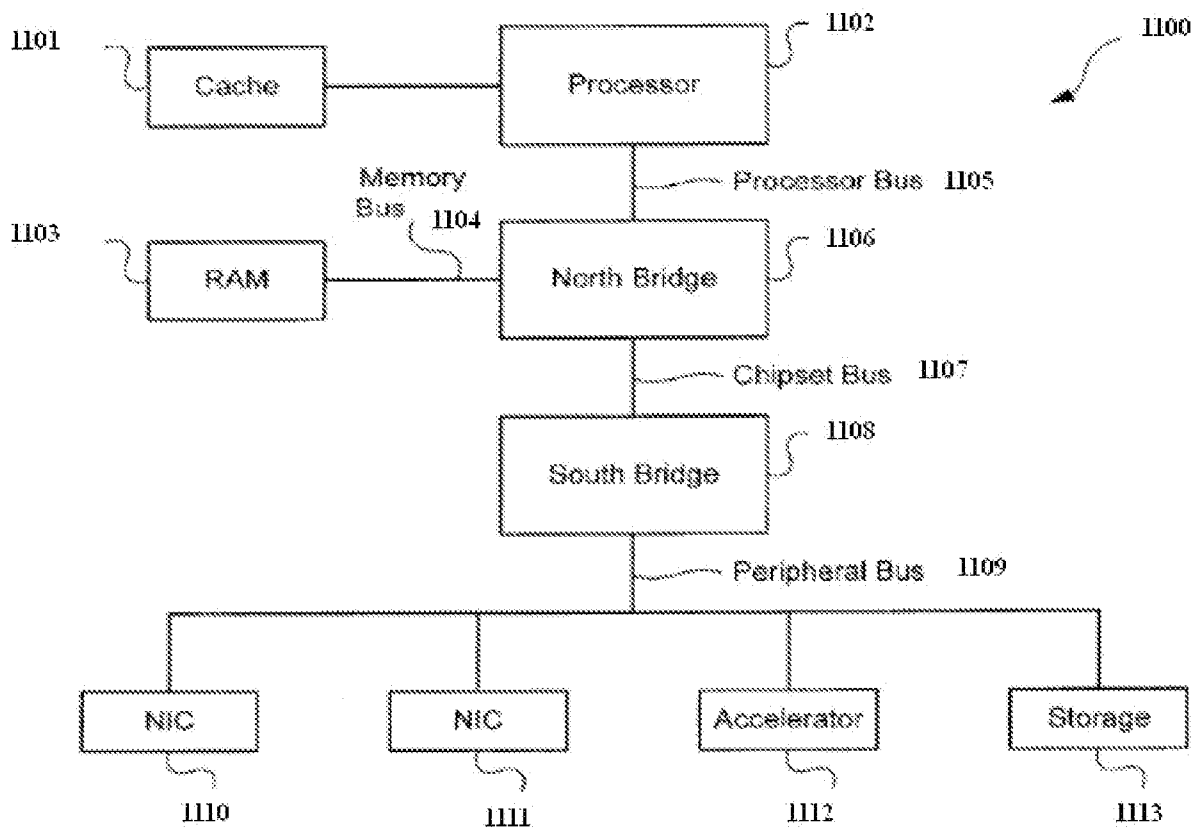 1101
1102
1100
Cache
Processor
Memory
Bus
1104
Processor Bus 1105
1103
1106
RAM
North Bridge
Chipset Bus 1107
1108
South Bridge
Peripheral Bus 1109
NIC
NIC
Accelerator
Storage
1110
1111
1112
1113